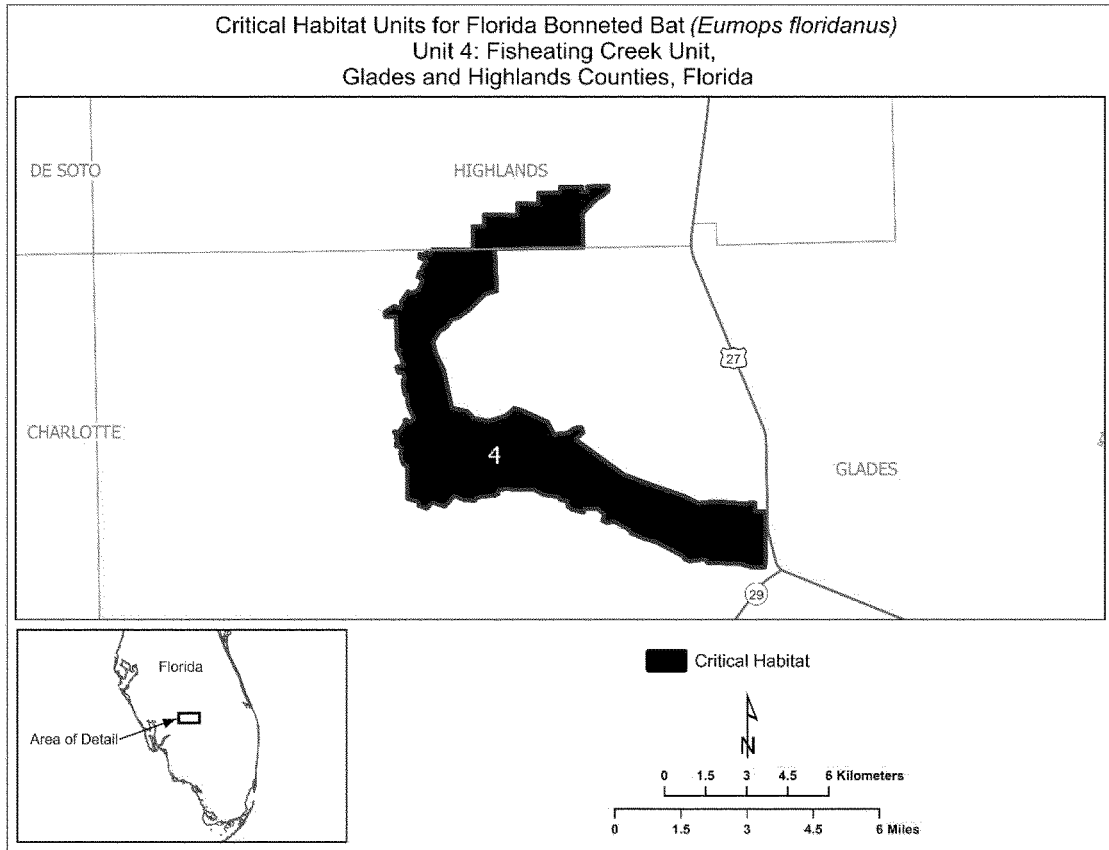 Critical Habitat Units for Florida Bonneted Bat (Eumops floridanus)
Unit 4: Fisheating Creek Unit,
Glades and Highlands Counties, Florida
DE SOTO
HIGHLANDS
27
CHARLOTTE
4
GLADES
29
Florida
Area of Detail
Critical Habitat
N
0 1.5 3 4.5 6 Kilometers
0 1.5 3 4.5 6 Miles